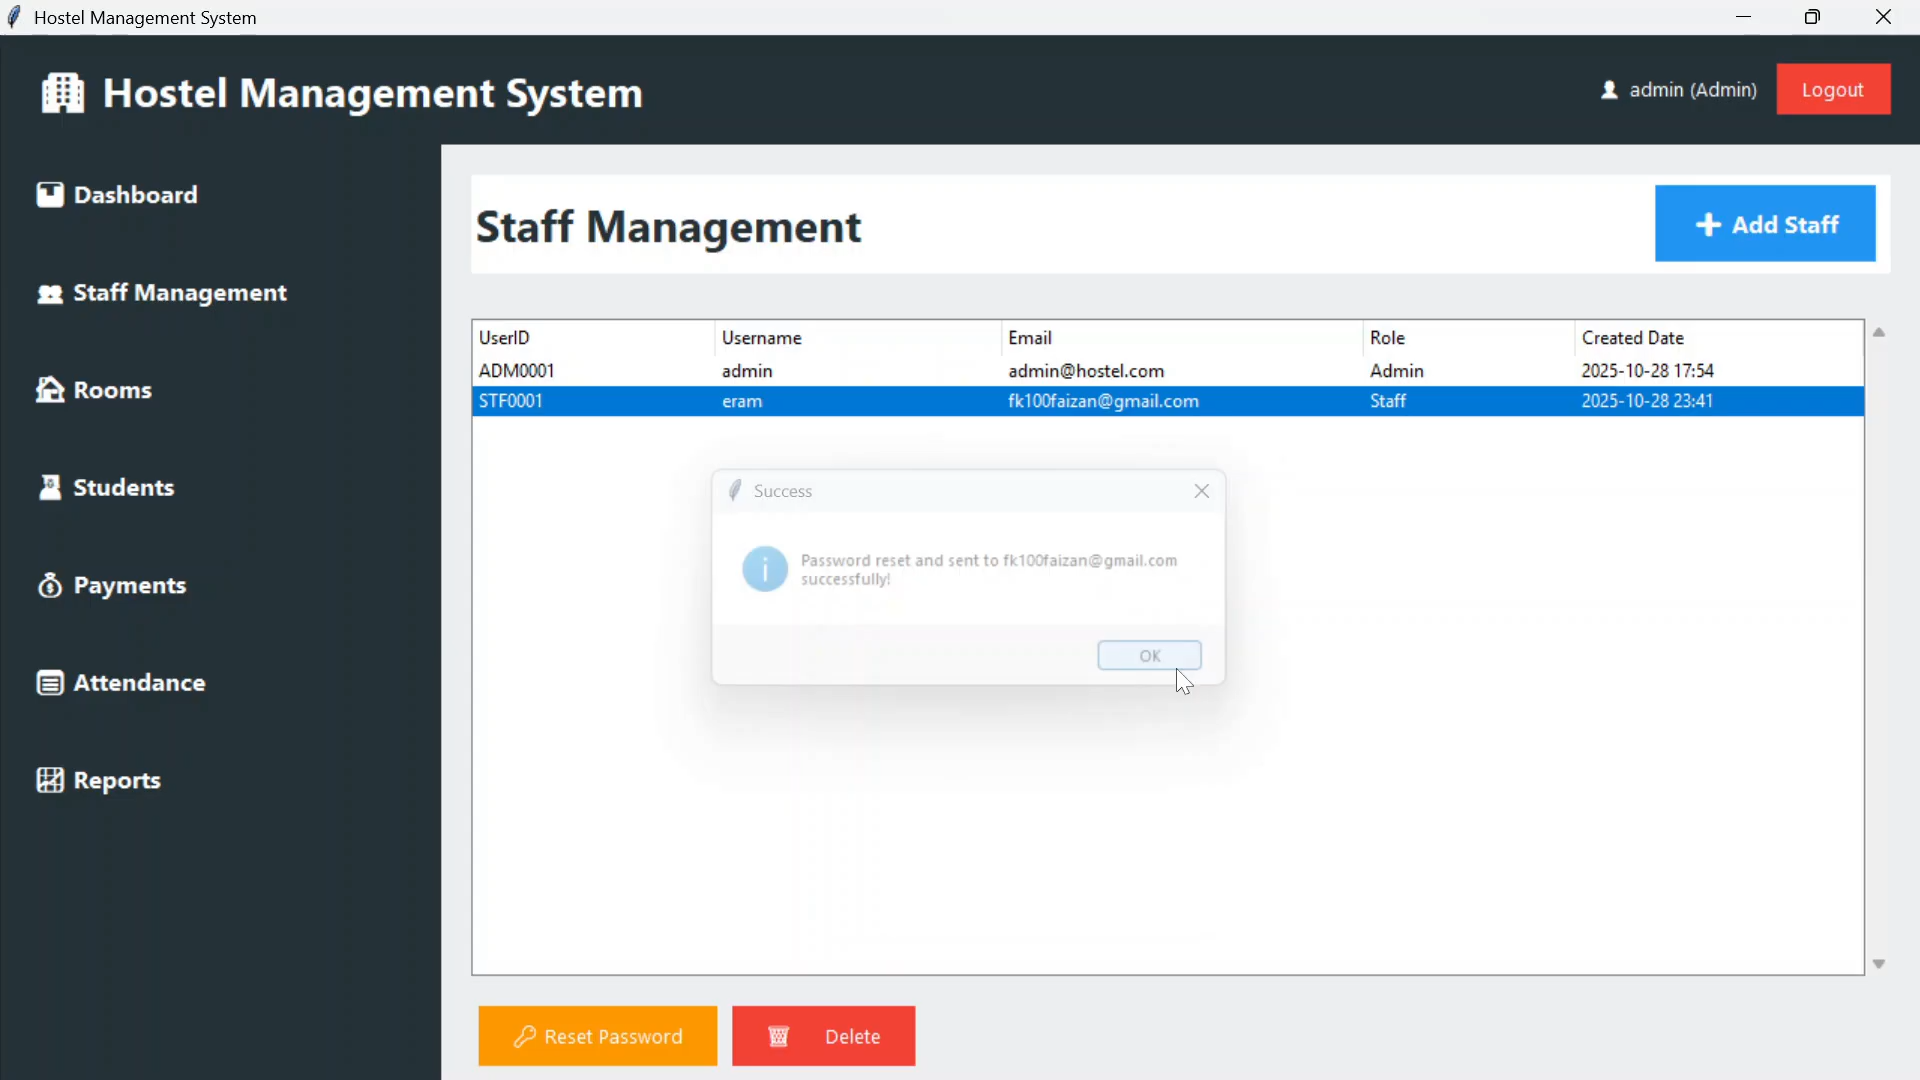 Hostel Management System
Hostel Management System
admin (Admin)
Logout
Dashboard
Staff Management
Rooms
Students
Payments
Attendance
Reports
Staff Management
Add Staff
UserID Username Email Role Created Date
ADM0001 admin admin@hostel.com Admin 2025-10-28 17:54
STF0001 eram fk100faizan@gmail.com Staff 2025-10-28 23:41
Success
Password reset and sent to fk100faizan@gmail.com
successfully!
OK
Reset Password
Delete